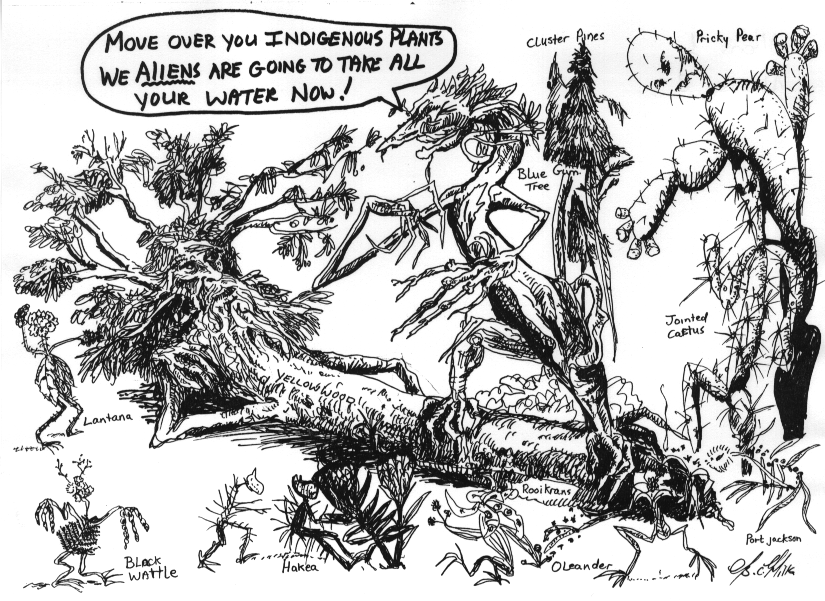 MOVE OVER YOU INDIGENOUS PLANTS
WE ALIENS ARE GOING TO TAKE ALL
YOUR WATER NOW!
Cluster Pines
Pricky Pear
Blue Gum
Tree
Jointed
Cactus
YELLOWWOOD
Lantana
Rooikrans
Port Jackson
Black
WATTLE
Hakea
OLeander